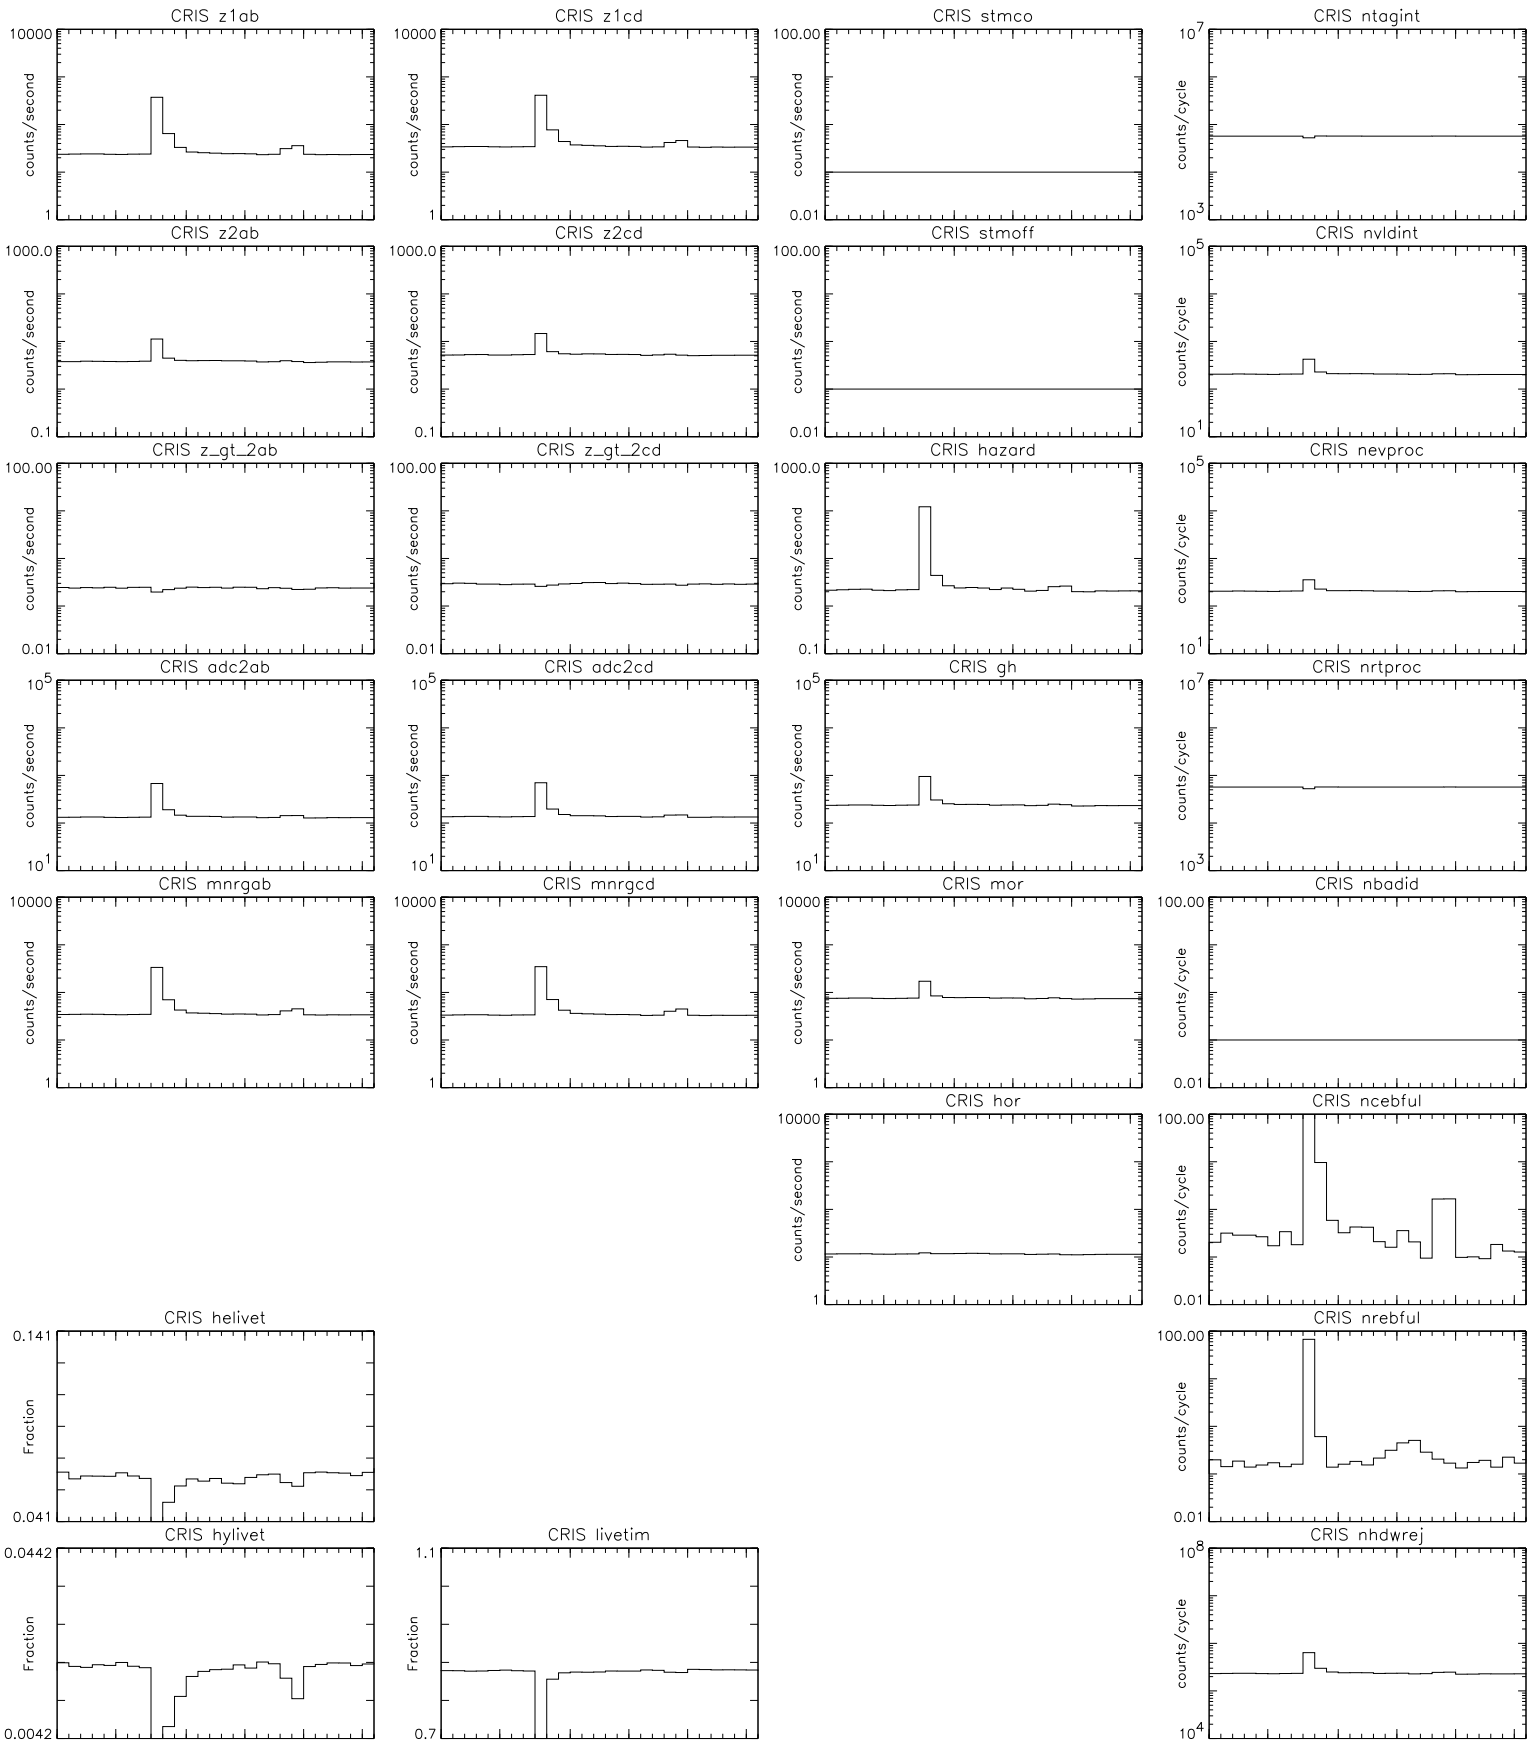 CRIS z1ab
10000
counts/second
1
CRIS z1cd
10000
counts/second
1
CRIS stmco
100.00
counts/second
0.01
CRIS ntagint
10^7
counts/cycle
10^3
CRIS z2ab
1000.0
counts/second
0.1
CRIS z2cd
1000.0
counts/second
0.1
CRIS stmoff
100.00
counts/second
0.01
CRIS nvldint
10^5
counts/cycle
10^1
CRIS z_gt_2ab
100.00
counts/second
0.01
CRIS z_gt_2cd
100.00
counts/second
0.01
CRIS hazard
1000.0
counts/second
0.1
CRIS nevproc
10^5
counts/cycle
10^1
CRIS adc2ab
10^5
counts/second
10^1
CRIS adc2cd
10^5
counts/second
10^1
CRIS gh
10^5
counts/second
10^1
CRIS nrtproc
10^7
counts/cycle
10^3
CRIS mnrgab
10000
counts/second
1
CRIS mnrgcd
10000
counts/second
1
CRIS mor
10000
counts/second
1
CRIS nbadid
100.00
counts/cycle
0.01
CRIS hor
10000
counts/second
1
CRIS ncebful
100.00
counts/cycle
0.01
CRIS helivet
0.141
Fraction
0.041
CRIS nrebful
100.00
counts/cycle
0.01
CRIS hylivet
0.0442
Fraction
0.0042
CRIS livetim
1.1
Fraction
0.7
CRIS nhdwrej
10^8
counts/cycle
10^4